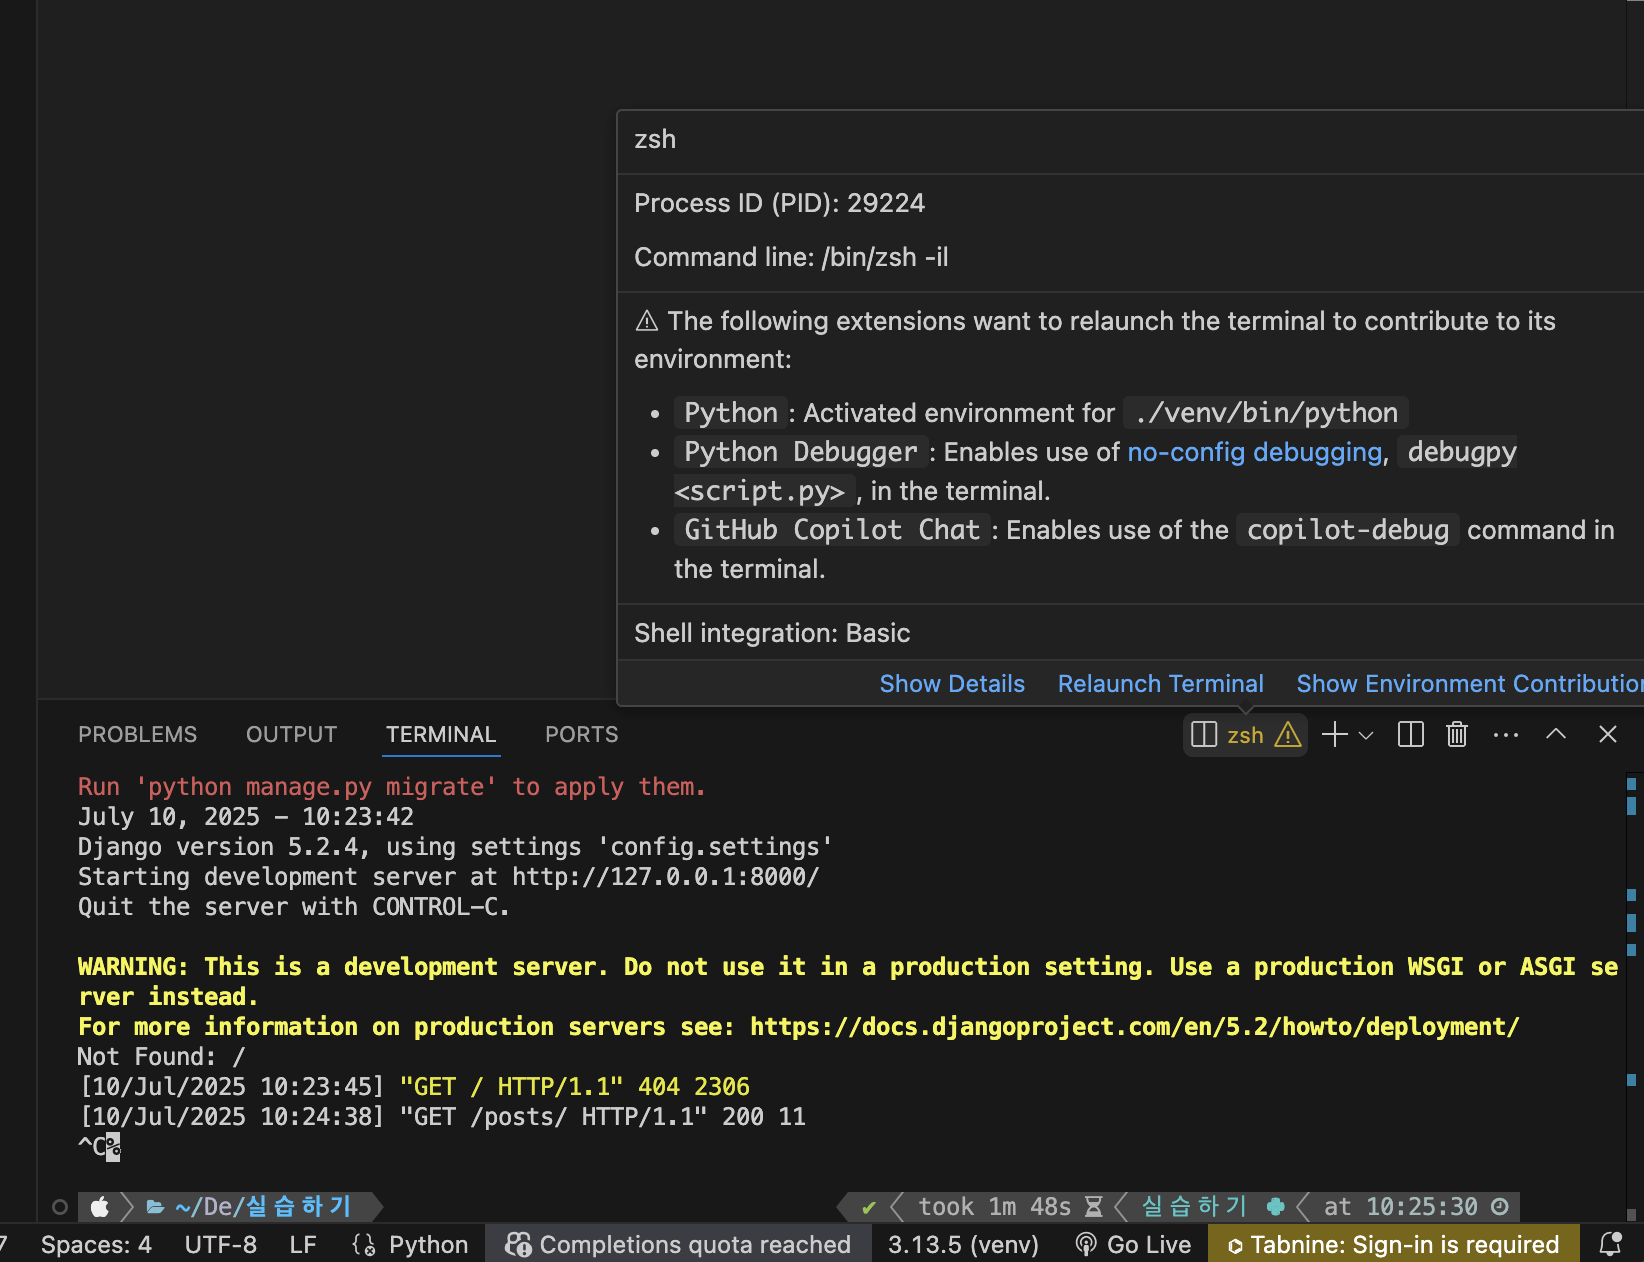 zsh
Process ID (PID): 29224
Command line: /bin/zsh -il
⚠ The following extensions want to relaunch the terminal to contribute to its
environment:
• Python : Activated environment for ./venv/bin/python
• Python Debugger : Enables use of no-config debugging, debugpy
<script.py> , in the terminal.
• GitHub Copilot Chat : Enables use of the copilot-debug command in
the terminal.
Shell integration: Basic
Show Details Relaunch Terminal Show Environment Contribution
PROBLEMS OUTPUT TERMINAL PORTS zsh
Run 'python manage.py migrate' to apply them.
July 10, 2025 - 10:23:42
Django version 5.2.4, using settings 'config.settings'
Starting development server at http://127.0.0.1:8000/
Quit the server with CONTROL-C.
WARNING: This is a development server. Do not use it in a production setting. Use a production WSGI or ASGI se
rver instead.
For more information on production servers see: https://docs.djangoproject.com/en/5.2/howto/deployment/
Not Found: /
[10/Jul/2025 10:23:45] "GET / HTTP/1.1" 404 2306
[10/Jul/2025 10:24:38] "GET /posts/ HTTP/1.1" 200 11
^C%
~/De/실습하기 ✔ took 1m 48s 실습하기 at 10:25:30
Spaces: 4 UTF-8 LF Python Completions quota reached 3.13.5 (venv) Go Live Tabnine: Sign-in is required